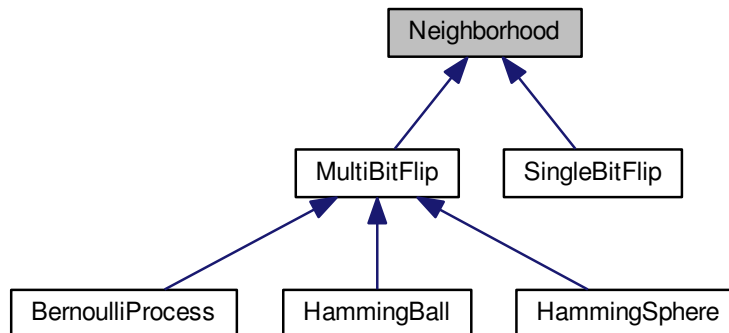 Neighborhood
MultiBitFlip
SingleBitFlip
BernoulliProcess
HammingBall
HammingSphere